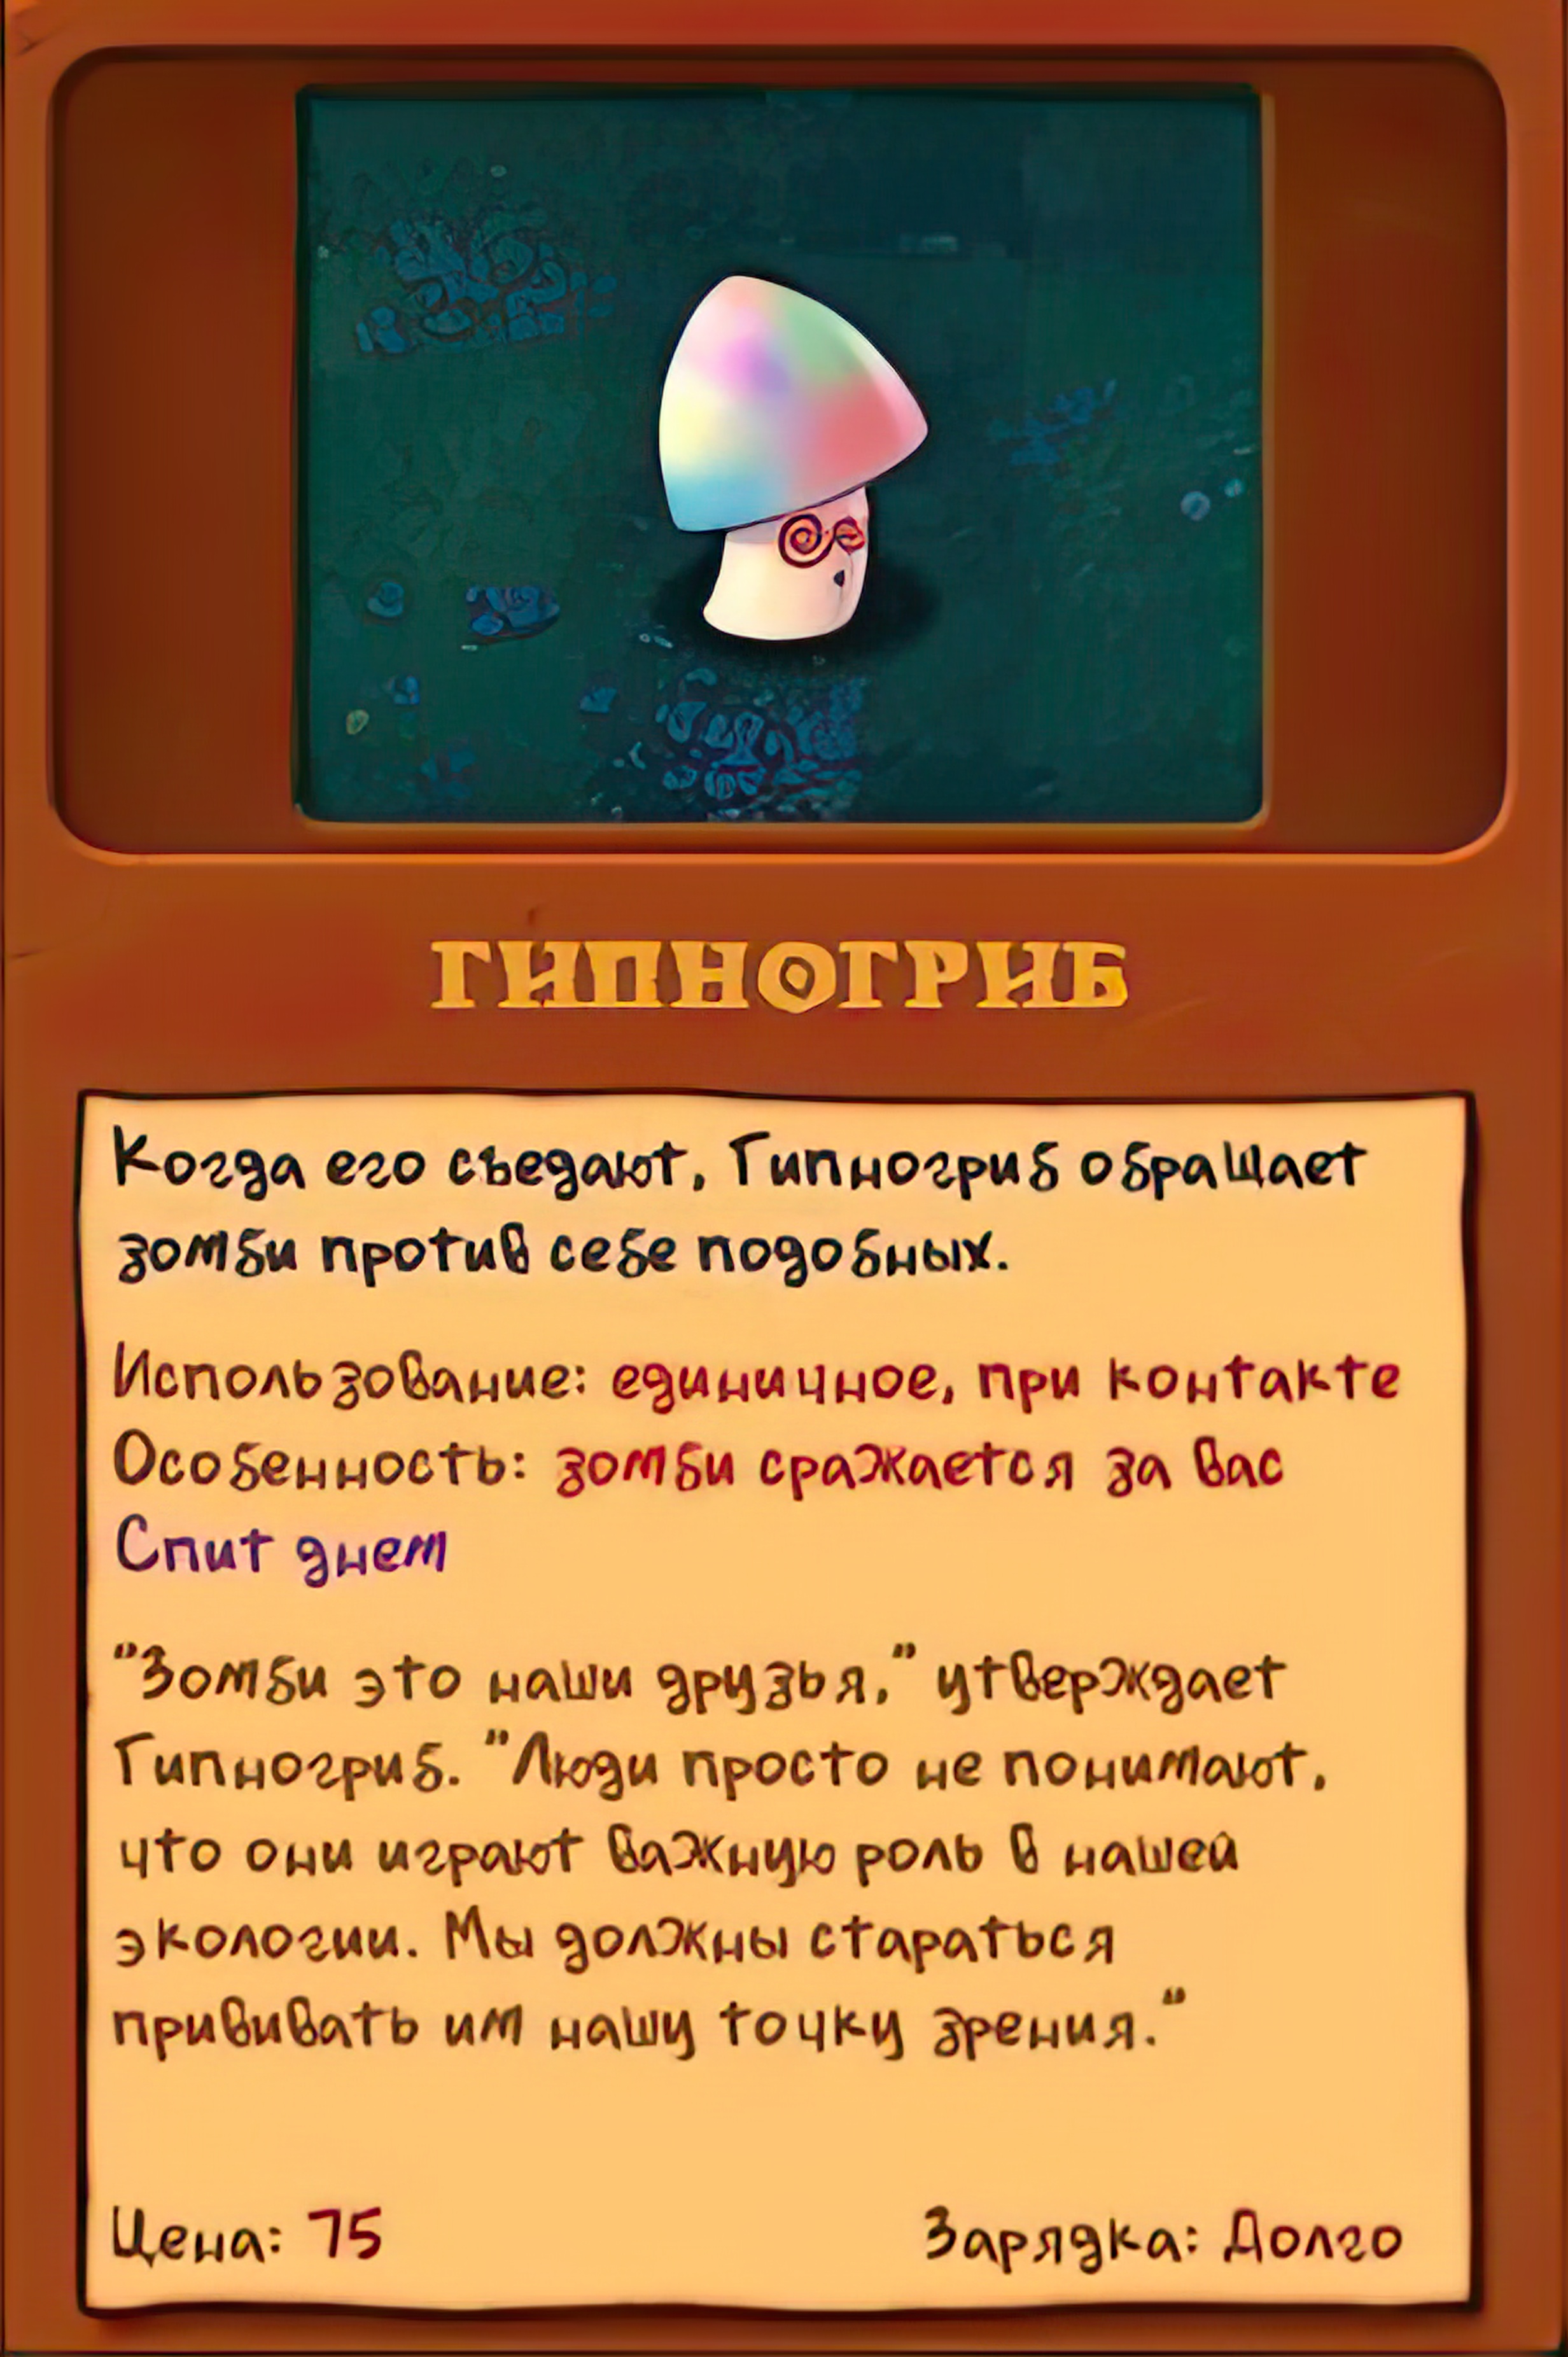 ГИПНОГРИБ
Когда его съедают, Гипногриб обращает
зомби против себе подобных.
Использование: единичное, при контакте
Особенность: зомби сражается за вас
Спит днем
"Зомби это наши друзья," утверждает
Гипногриб. "Люди просто не понимают,
что они играют важную роль в нашей
экологии. Мы должны стараться
прививать им нашу точку зрения."
Цена: 75
Зарядка: Долго